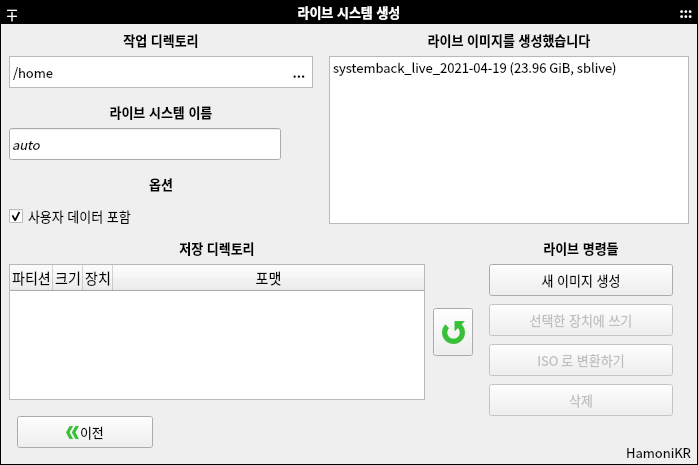 라이브 시스템 생성
작업 디렉토리
/home ...
라이브 시스템 이름
auto
옵션
사용자 데이터 포함
라이브 이미지를 생성했습니다
systemback_live_2021-04-19 (23.96 GiB, sblive)
저장 디렉토리
파티션 크기 장치 포맷
라이브 명령들
새 이미지 생성
선택한 장치에 쓰기
ISO 로 변환하기
삭제
이전
HamoniKR